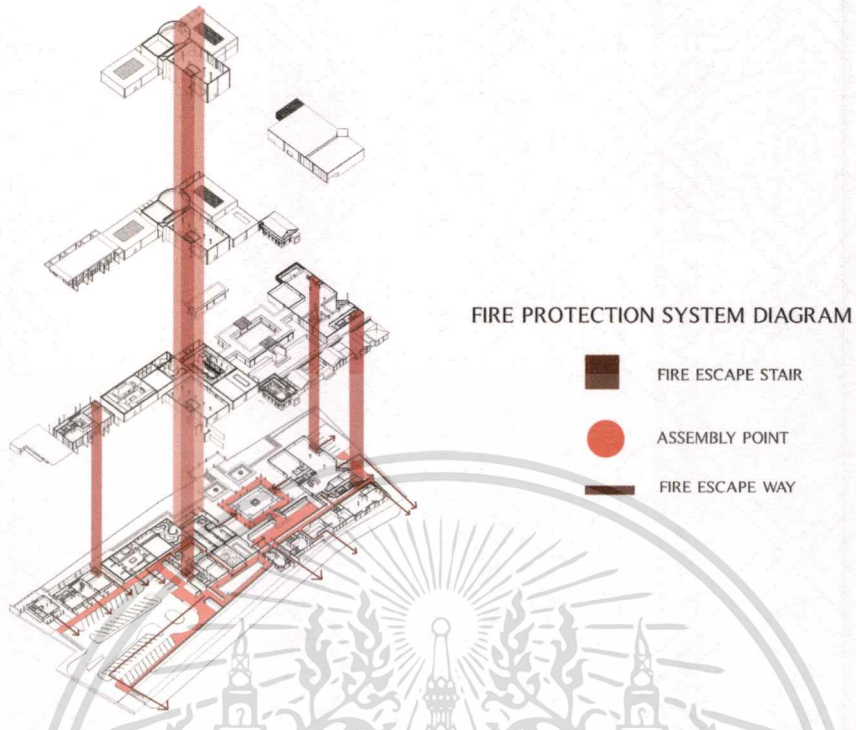 FIRE PROTECTION SYSTEM DIAGRAM
FIRE ESCAPE STAIR
ASSEMBLY POINT
FIRE ESCAPE WAY